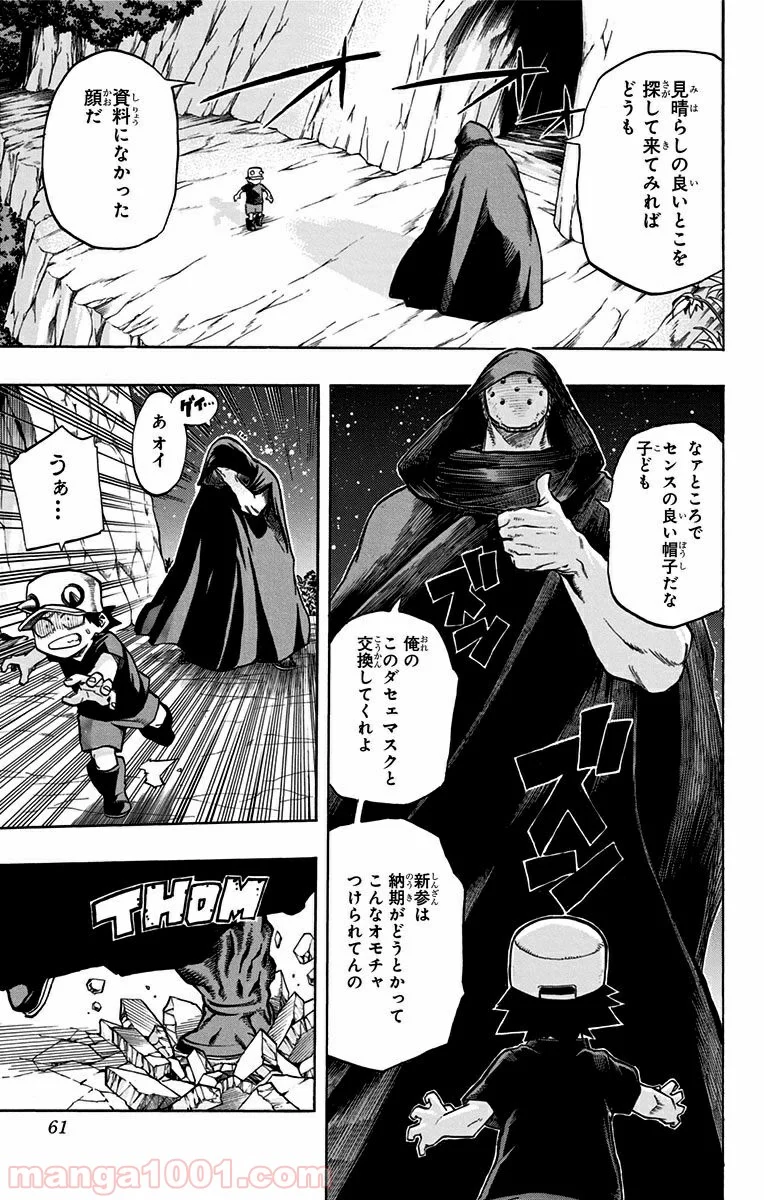 見晴らしの良いとこを
探して来てみれば
どうも
資料になかった
顔だ
なァところで
センスの良い帽子だな
子ども
ズン
俺の
このダセェマスクと
交換してくれよ
ズン
新参は
納期がどうとかって
こんなオモチャ
つけられてんの
グイ…
あ オイ
うぁ…
THOM
61
manga1001.com